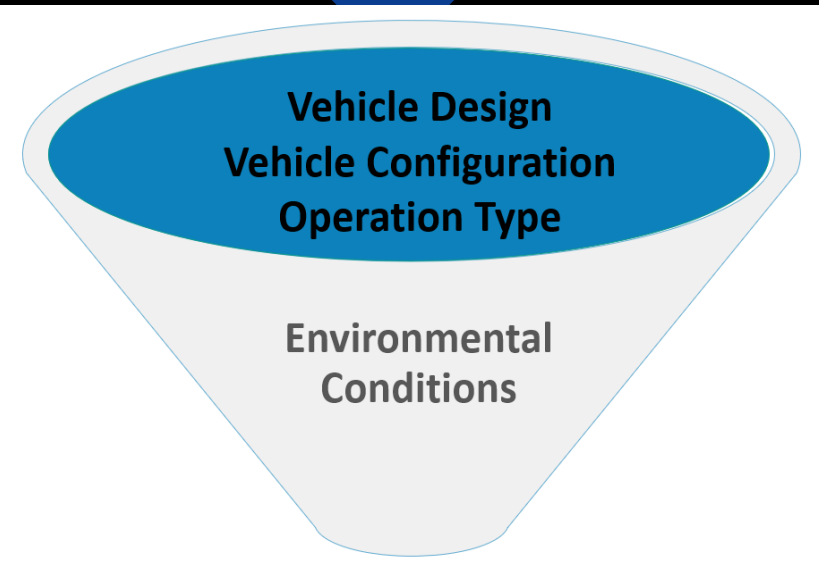 Vehicle Design
Vehicle Configuration
Operation Type
Environmental
Conditions